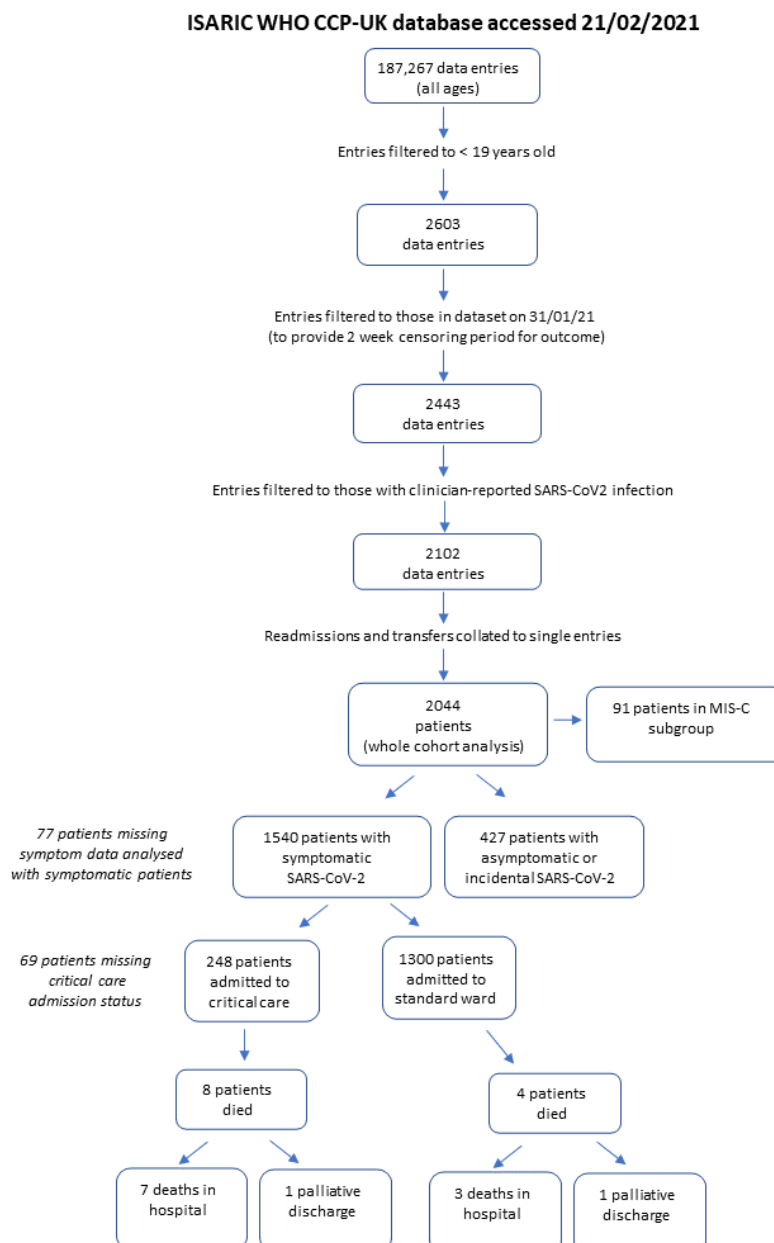 ISARIC WHO CCP-UK database accessed 21/02/2021
187,267 data entries
(all ages)
Entries filtered to < 19 years old
2603
data entries
Entries filtered to those in dataset on 31/01/21
(to provide 2 week censoring period for outcome)
2443
data entries
Entries filtered to those with clinician-reported SARS-CoV2 infection
2102
data entries
Readmissions and transfers collated to single entries
2044
patients
(whole cohort analysis)
91 patients in MIS-C
subgroup
77 patients missing
symptom data analysed
with symptomatic patients
1540 patients with
symptomatic
SARS-CoV-2
427 patients with
asymptomatic or
incidental SARS-CoV-2
69 patients missing
critical care
admission status
248 patients
admitted to
critical care
1300 patients
admitted to
standard ward
8 patients
died
4 patients
died
7 deaths in
hospital
1 palliative
discharge
3 deaths in
hospital
1 palliative
discharge